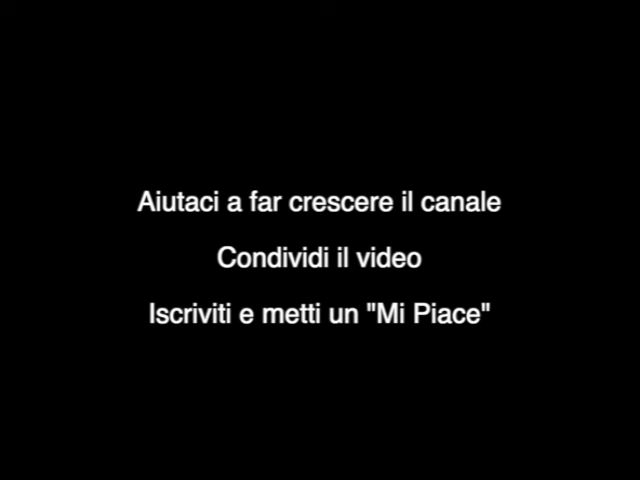 Aiutaci a far crescere il canale
Condividi il video
Iscriviti e metti un "Mi Piace"